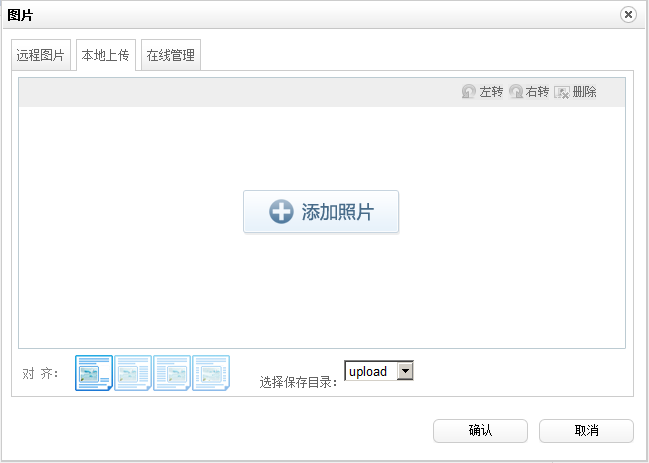 图片
远程图片 本地上传 在线管理
左转 右转 删除
添加照片
对 齐: 选择保存目录: upload
确认 取消